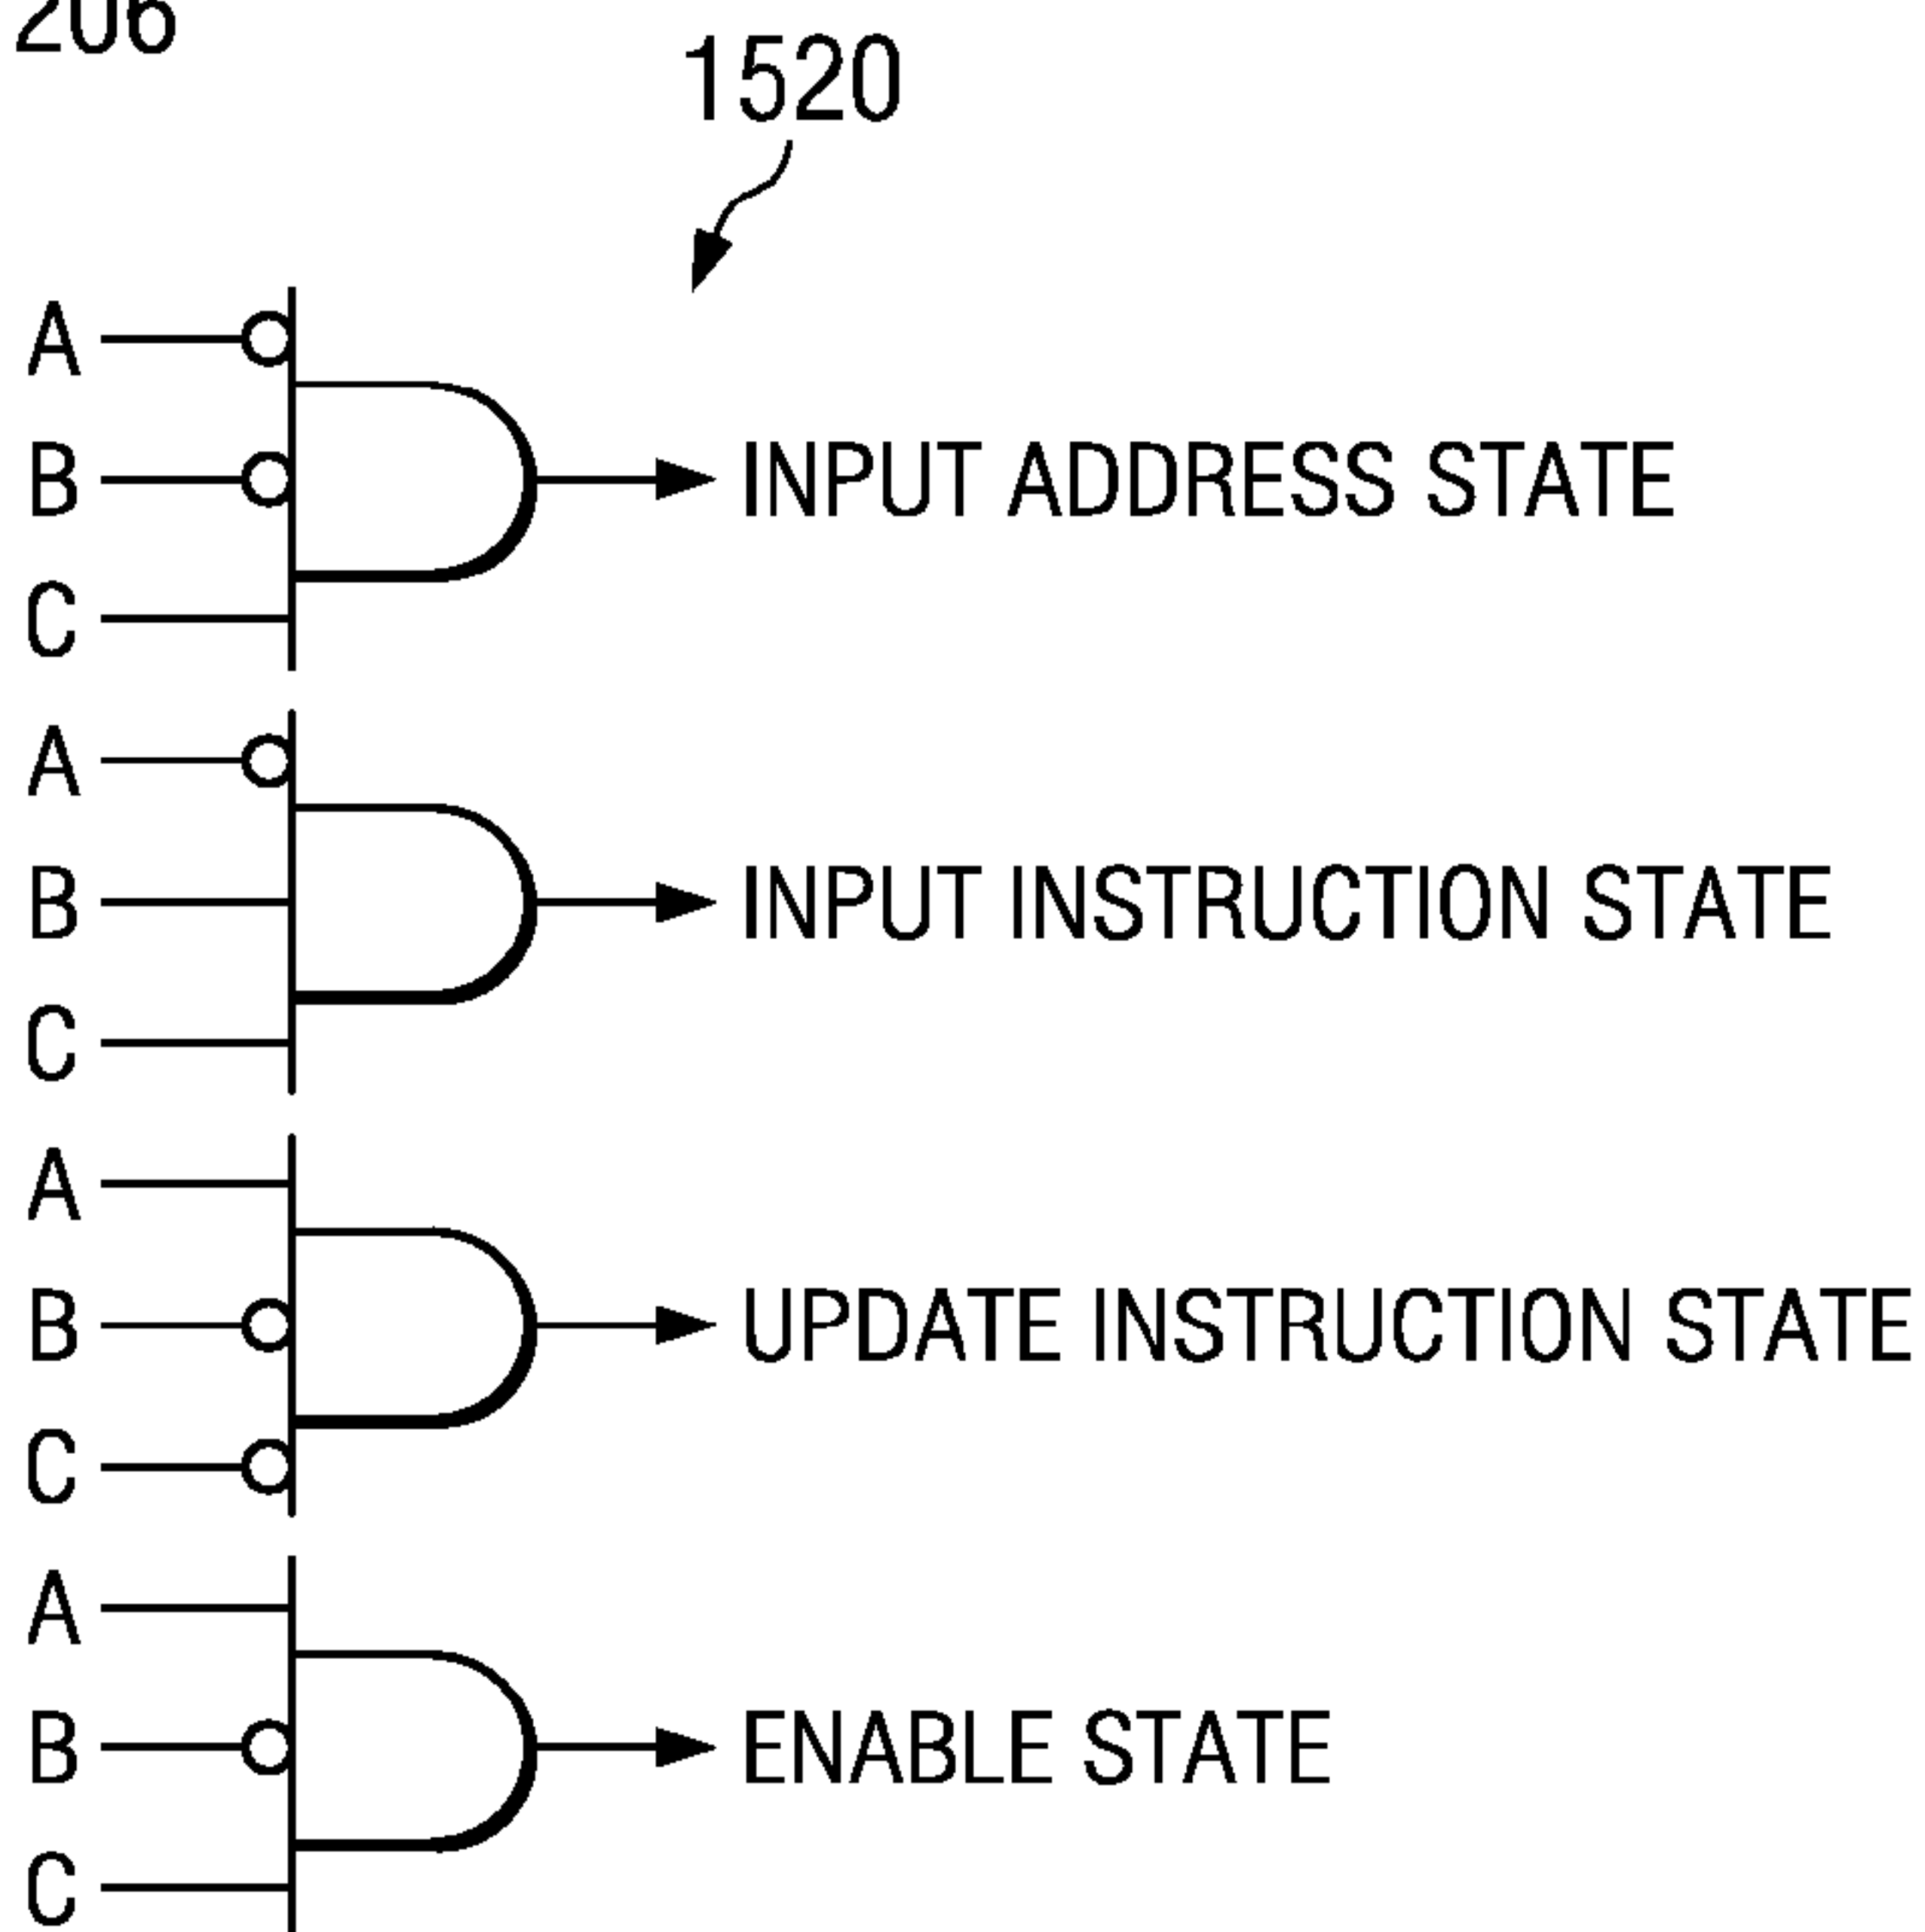 206
1520
A
B INPUT ADDRESS STATE
C
A
B INPUT INSTRUCTION STATE
C
A
B UPDATE INSTRUCTION STATE
C
A
B ENABLE STATE
C